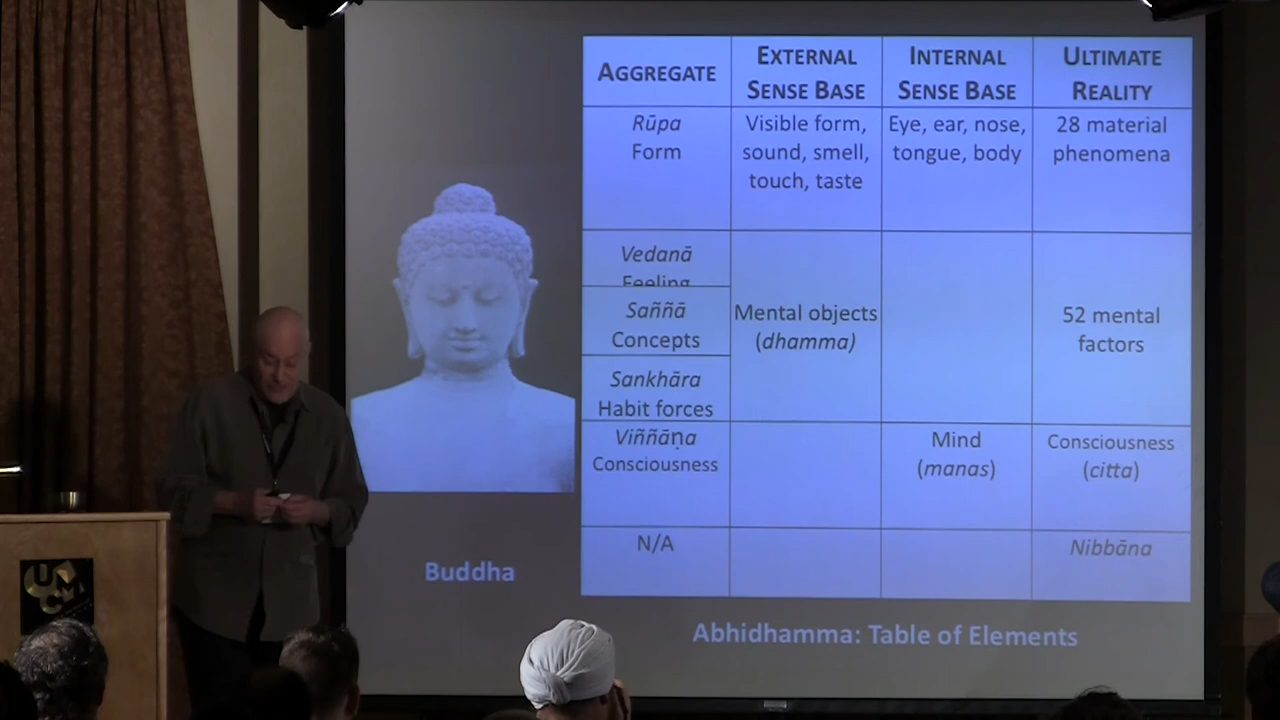 AGGREGATE
EXTERNAL
SENSE BASE
INTERNAL
SENSE BASE
ULTIMATE
REALITY
Rūpa
Form
Visible form,
sound, smell,
touch, taste
Eye, ear, nose,
tongue, body
28 material
phenomena
Vedanā
Feeling
Saññā
Concepts
Sankhāra
Habit forces
Mental objects
(dhamma)
52 mental
factors
Viññāṇa
Consciousness
Mind
(manas)
Consciousness
(citta)
N/A
Nibbāna
Buddha
Abhidhamma: Table of Elements